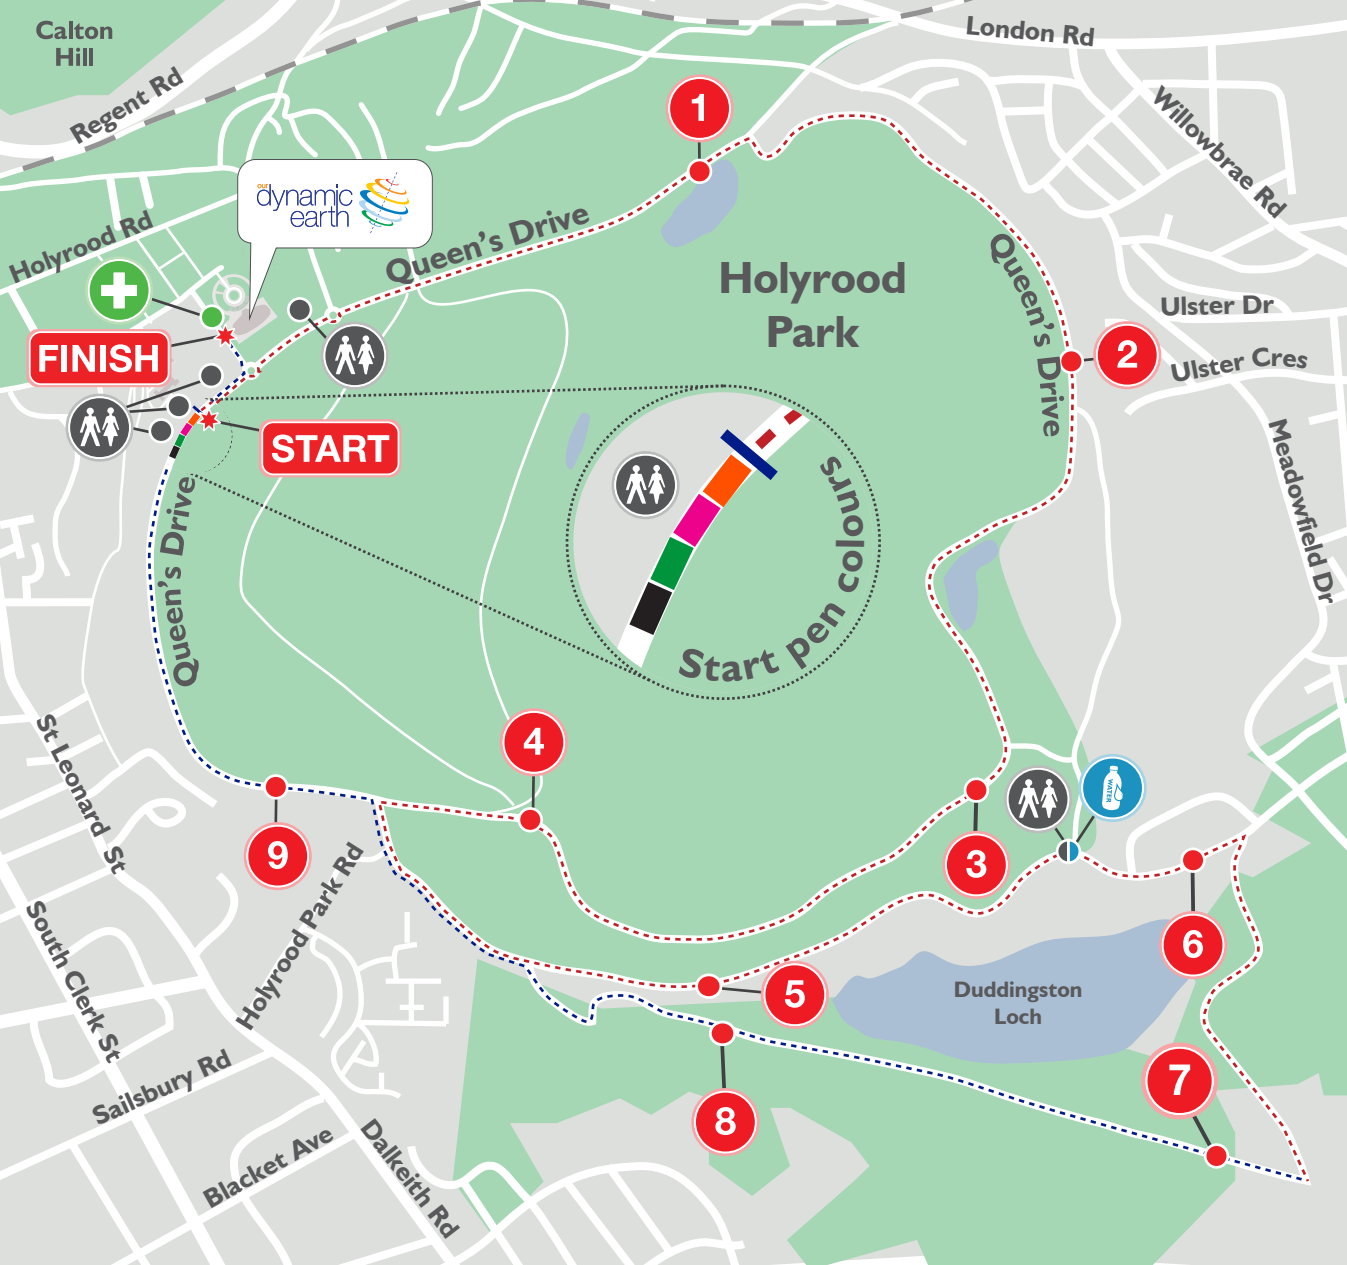 Calton
Hill
London Rd
Regent Rd
1
Willowbrae Rd
our
dynamic
earth
Holyrood Rd
Queen's Drive
Queen's Drive
Holyrood
Park
Ulster Dr
FINISH
2
Ulster Cres
START
Meadowfield Dr
Start pen colours
Queen's Drive
4
St Leonard St
WATER
9
3
Holyrood Park Rd
6
South Clerk St
5
Duddingston
Loch
Sailsbury Rd
7
8
Blacket Ave
Dalkeith Rd